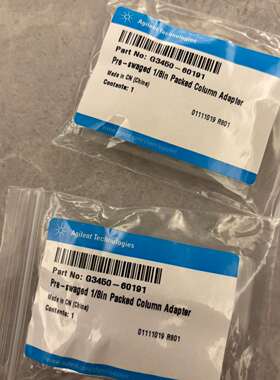 Agilent Technologies
Part No: G3450-60191
Pre-swaged 1/8in Packed Column Adapter
Made in CN (China)
Contents: 1
01111019 R801
Agilent Technologies
Part No: G3450-60191
Pre-swaged 1/8in Packed Column Adapter
Made in CN (China)
Contents: 1
01111019 R801